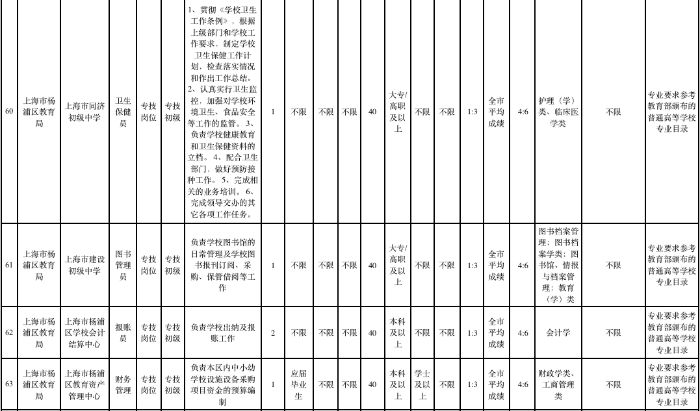 60
上海市杨
浦区教育
局
上海市同济
初级中学
卫生
保健
员
专技
岗位
专技
初级
1、贯彻《学校卫生
工作条例》，根据
上级部门和学校工
作要求，制定学校
卫生保健工作计
划，检查落实情况
和作出工作总结。
2、认真实行卫生监
控，加强对学校环
境卫生、食品安全
等工作的监管。 3、
负责学校健康教育
和卫生保健资料的
立档。 4、配合卫生
部门，做好预防接
种工作。 5、完成相
关的业务培训。 6、
完成领导交办的其
它各项工作任务。
1
不限
不限
不限
40
大专/
高职
及以
上
不限
不限
1:3
全市
平均
成绩
4:6
护理（学）
类、临床医
学类
不限
专业要求参考
教育部颁布的
普通高等学校
专业目录
61
上海市杨
浦区教育
局
上海市建设
初级中学
图书
管理
员
专技
岗位
专技
初级
负责学校图书馆的
日常管理及学校图
书报刊订阅、采
购、保管借阅等工
作
1
不限
不限
不限
40
大专/
高职
及以
上
不限
不限
1:3
全市
平均
成绩
4:6
图书档案管
理；图书档
案学类；图
书馆、情报
与档案管
理；教育
（学）类
不限
专业要求参考
教育部颁布的
普通高等学校
专业目录
62
上海市杨
浦区教育
局
上海市杨浦
区学校会计
结算中心
报账
员
专技
岗位
专技
初级
负责学校出纳及报
账工作
2
不限
不限
不限
40
本科
及以
上
不限
不限
1:3
全市
平均
成绩
4:6
会计学
不限
专业要求参考
教育部颁布的
普通高等学校
专业目录
63
上海市杨
浦区教育
局
上海市杨浦
区教育资产
管理中心
财务
管理
专技
岗位
专技
初级
负责本区内中小幼
学校设施设备采购
项目资金的预算编
制
1
应届
毕业
生
不限
不限
40
本科
及以
上
学士
及以
上
不限
1:3
全市
平均
成绩
4:6
财政学类、
工商管理
类
不限
专业要求参考
教育部颁布的
普通高等学校
专业目录